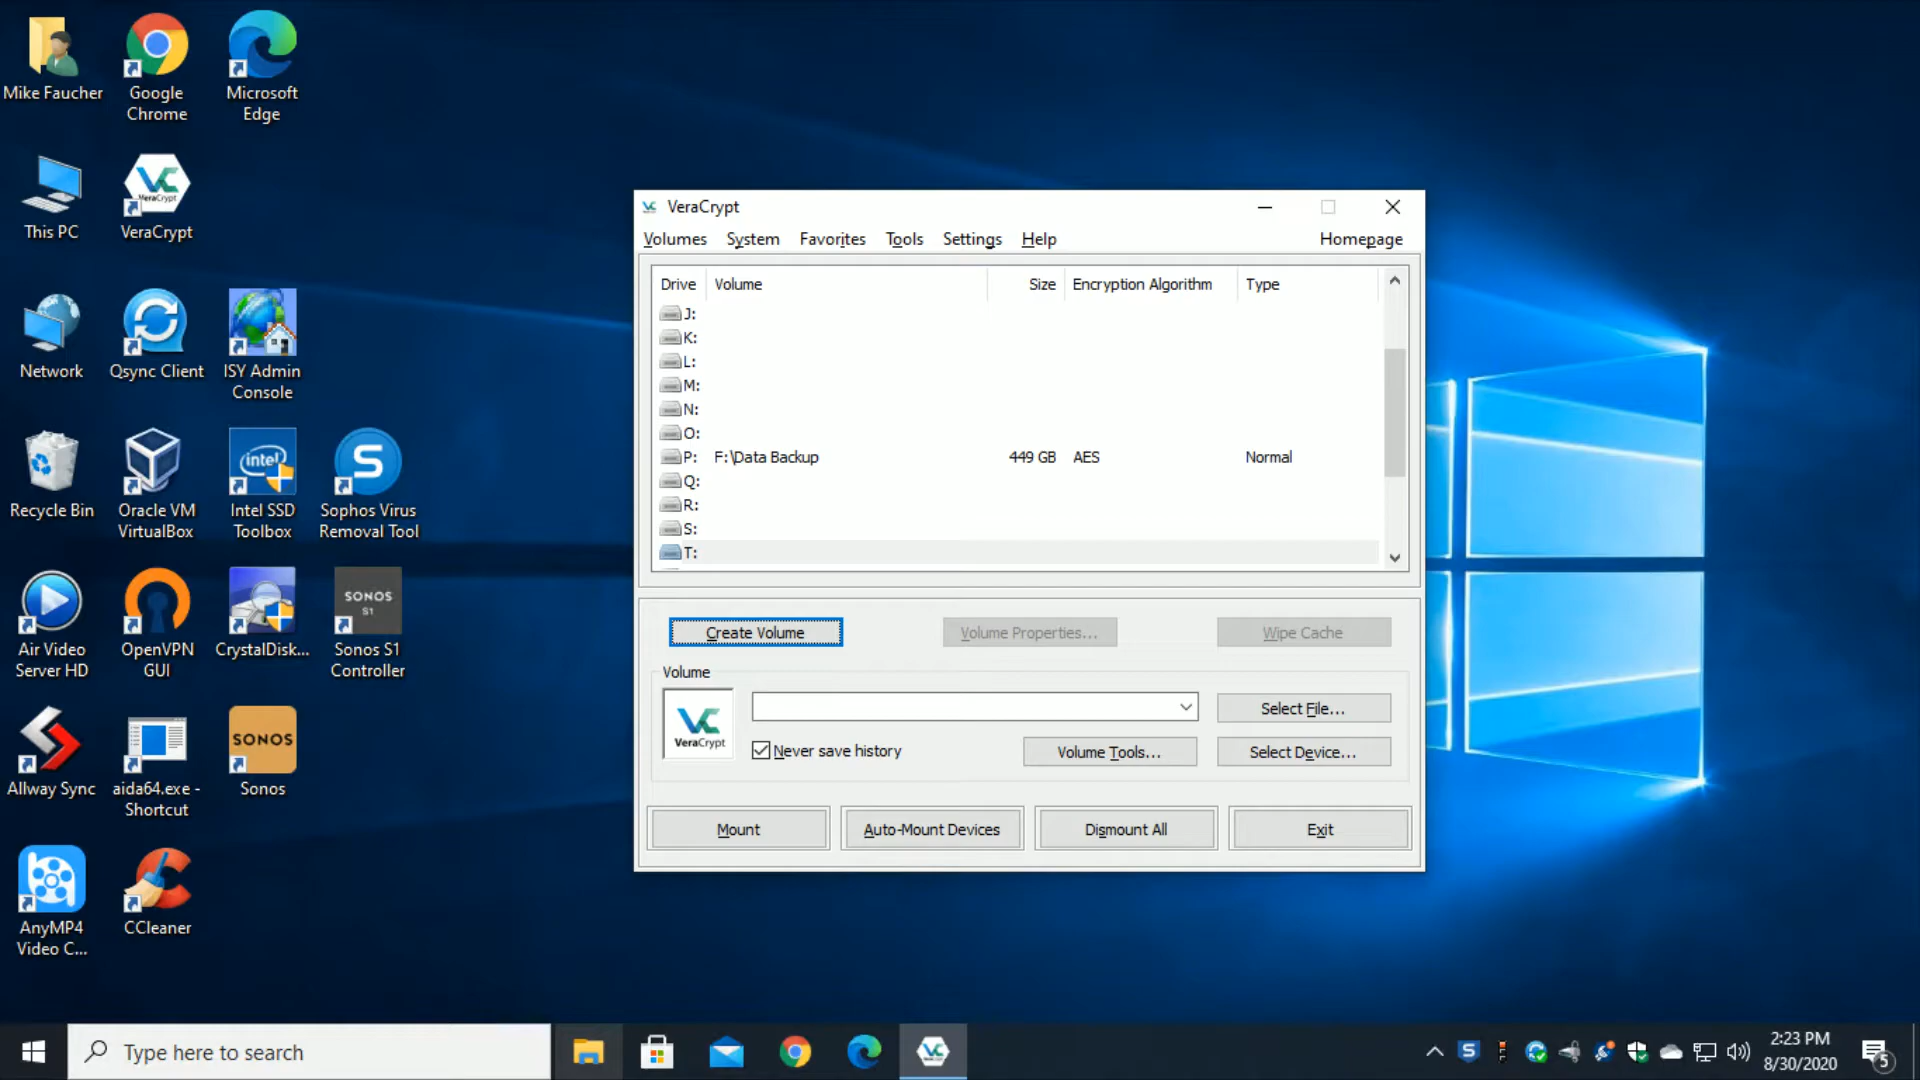 Mike Faucher
Google
Chrome
Microsoft
Edge
This PC
VeraCrypt
VeraCrypt
Network
Qsync Client
ISY Admin
Console
Recycle Bin
Oracle VM
VirtualBox
intel
Intel SSD
Toolbox
S
Sophos Virus
Removal Tool
Air Video
Server HD
OpenVPN
GUI
CrystalDisk...
SONOS
S1
Sonos S1
Controller
Allway Sync
aida64.exe -
Shortcut
SONOS
Sonos
AnyMP4
Video C...
CCleaner
VeraCrypt
Volumes System Favorites Tools Settings Help Homepage
Drive Volume Size Encryption Algorithm Type
J:
K:
L:
M:
N:
O:
P: F:\Data Backup 449 GB AES Normal
Q:
R:
S:
T:
Create Volume Volume Properties... Wipe Cache
Volume
VeraCrypt
Select File...
Never save history Volume Tools... Select Device...
Mount Auto-Mount Devices Dismount All Exit
Type here to search
S
2:23 PM
8/30/2020
5